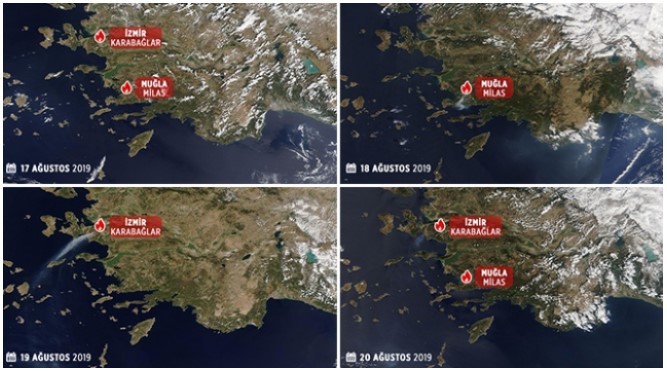 İZMİR
KARABAĞLAR
MUĞLA
MİLAS
17 AĞUSTOS 2019
MUĞLA
MİLAS
18 AĞUSTOS 2019
İZMİR
KARABAĞLAR
19 AĞUSTOS 2019
İZMİR
KARABAĞLAR
MUĞLA
MİLAS
20 AĞUSTOS 2019